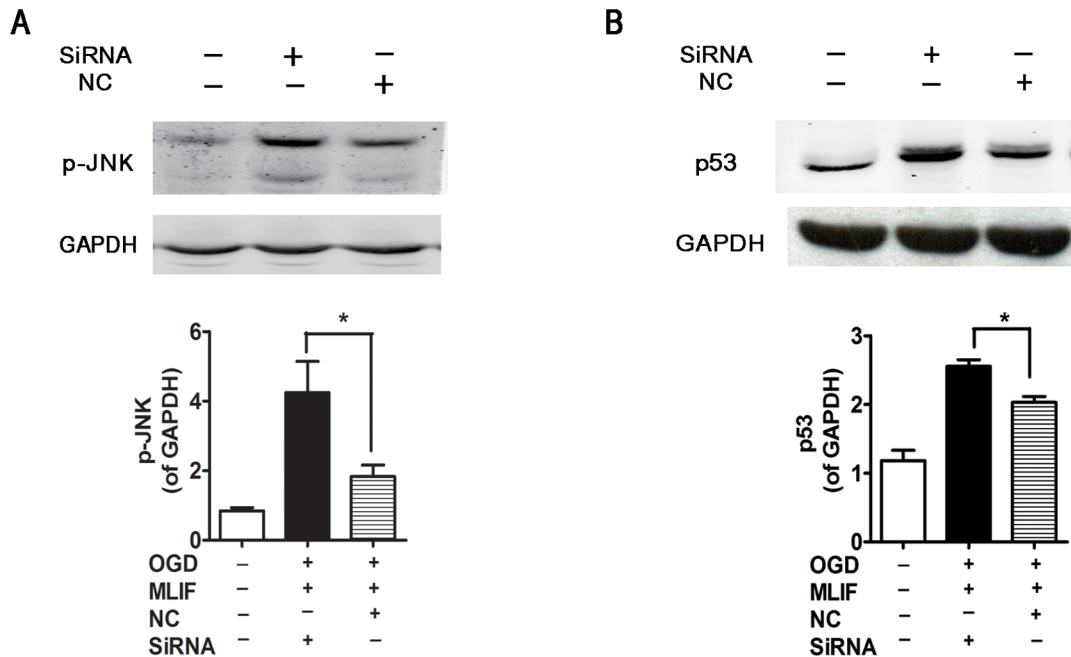 A
SiRNA – + –
NC – – +
p-JNK
GAPDH
*
6
4
2
0
p-JNK
(of GAPDH)
OGD – + +
MLIF – + +
NC – – +
SiRNA – + –
B
SiRNA – + –
NC – – +
p53
GAPDH
*
3
2
1
0
p53
(of GAPDH)
OGD – + +
MLIF – + +
NC – – +
SiRNA – + –